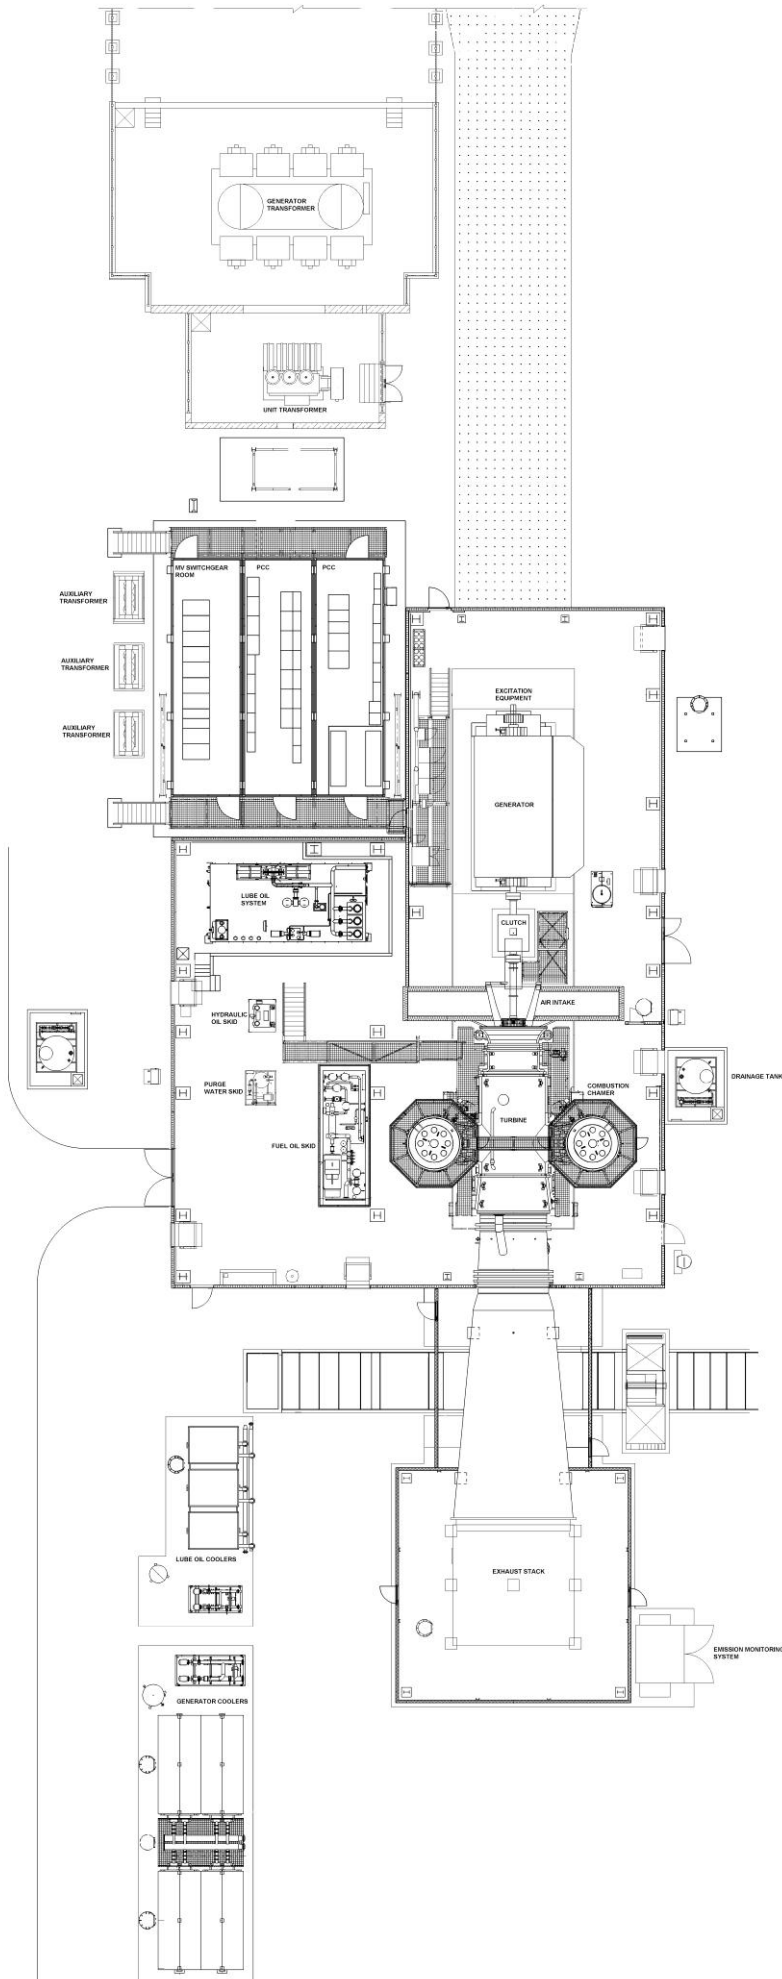 GENERATOR
TRANSFORMER
UNIT TRANSFORMER
MV SWITCHGEAR
ROOM
PCC
PCC
AUXILIARY
TRANSFORMER
AUXILIARY
TRANSFORMER
AUXILIARY
TRANSFORMER
EXCITATION
EQUIPMENT
GENERATOR
LUBE OIL
SYSTEM
CLUTCH
AIR INTAKE
HYDRAULIC
OIL SKID
PURGE
WATER SKID
FUEL OIL SKID
TURBINE
COMBUSTION
CHAMER
DRAINAGE TANK
LUBE OIL COOLERS
EXHAUST STACK
EMISSION MONITORING
SYSTEM
GENERATOR COOLERS